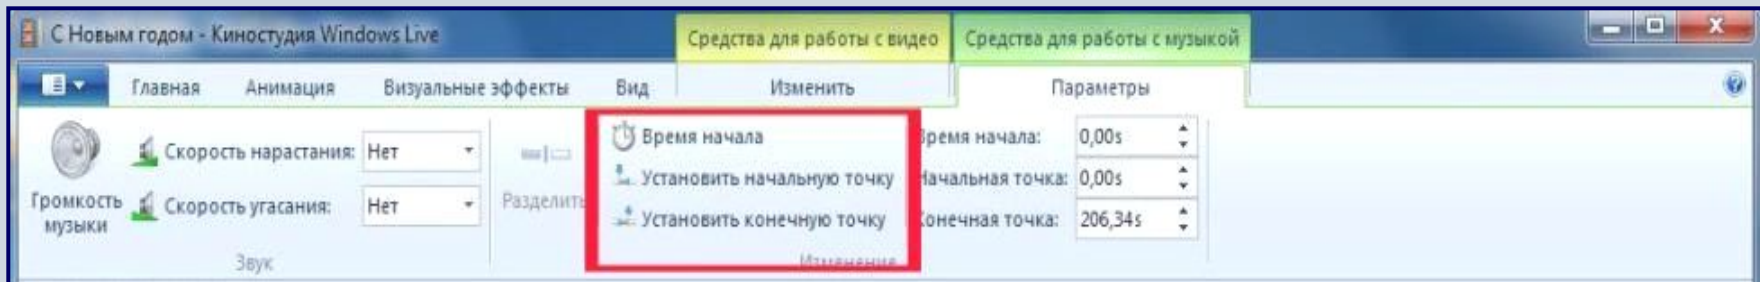 С Новым годом - Киностудия Windows Live
Средства для работы с видео
Средства для работы с музыкой
Главная
Анимация
Визуальные эффекты
Вид
Изменить
Параметры
Громкость
музыки
Скорость нарастания: Нет
Скорость угасания: Нет
Звук
Разделить
Время начала
Установить начальную точку
Установить конечную точку
Время начала: 0,00s
Начальная точка: 0,00s
Конечная точка: 206,34s
Изменение